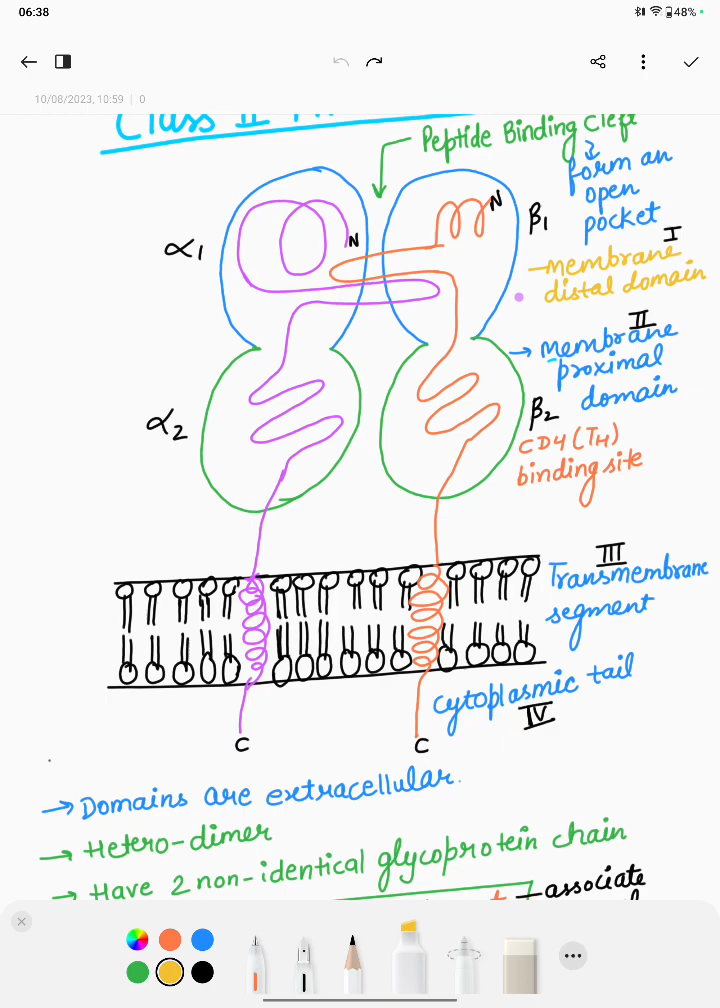 06:38
48%
10/08/2023, 10:59 | 0
Class II
Peptide Binding Cleft
form an
open
pocket
N
N
α1
β1
I
-Membrane
distal domain
II
→ Membrane
proximal
domain
α2
β2
CD4 (TH)
binding site
III
Transmembrane
segment
cytoplasmic tail
IV
C
C
→ Domains are extracellular.
→ Hetero-dimer
→ Have 2 non-identical glycoprotein chain
-associate